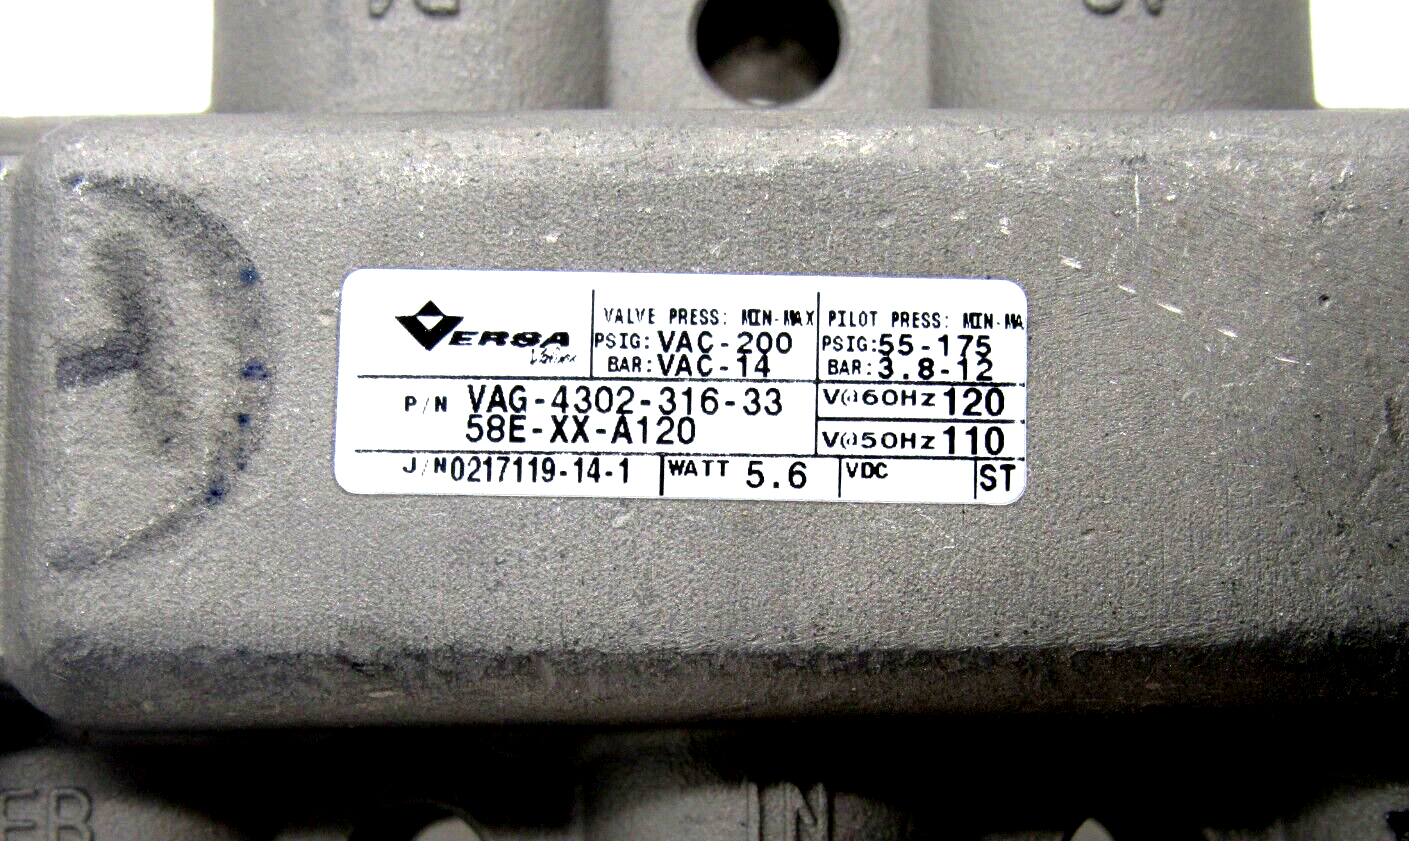 VERSA
VALVE PRESS: MIN-MAX
PSIG: VAC-200
BAR: VAC-14
PILOT PRESS: MIN-MA
PSIG: 55-175
BAR: 3.8-12
P/N VAG-4302-316-33
58E-XX-A120
V@60HZ 120
V@50HZ 110
J/N0217119-14-1
WATT 5.6
VDC
ST
IN